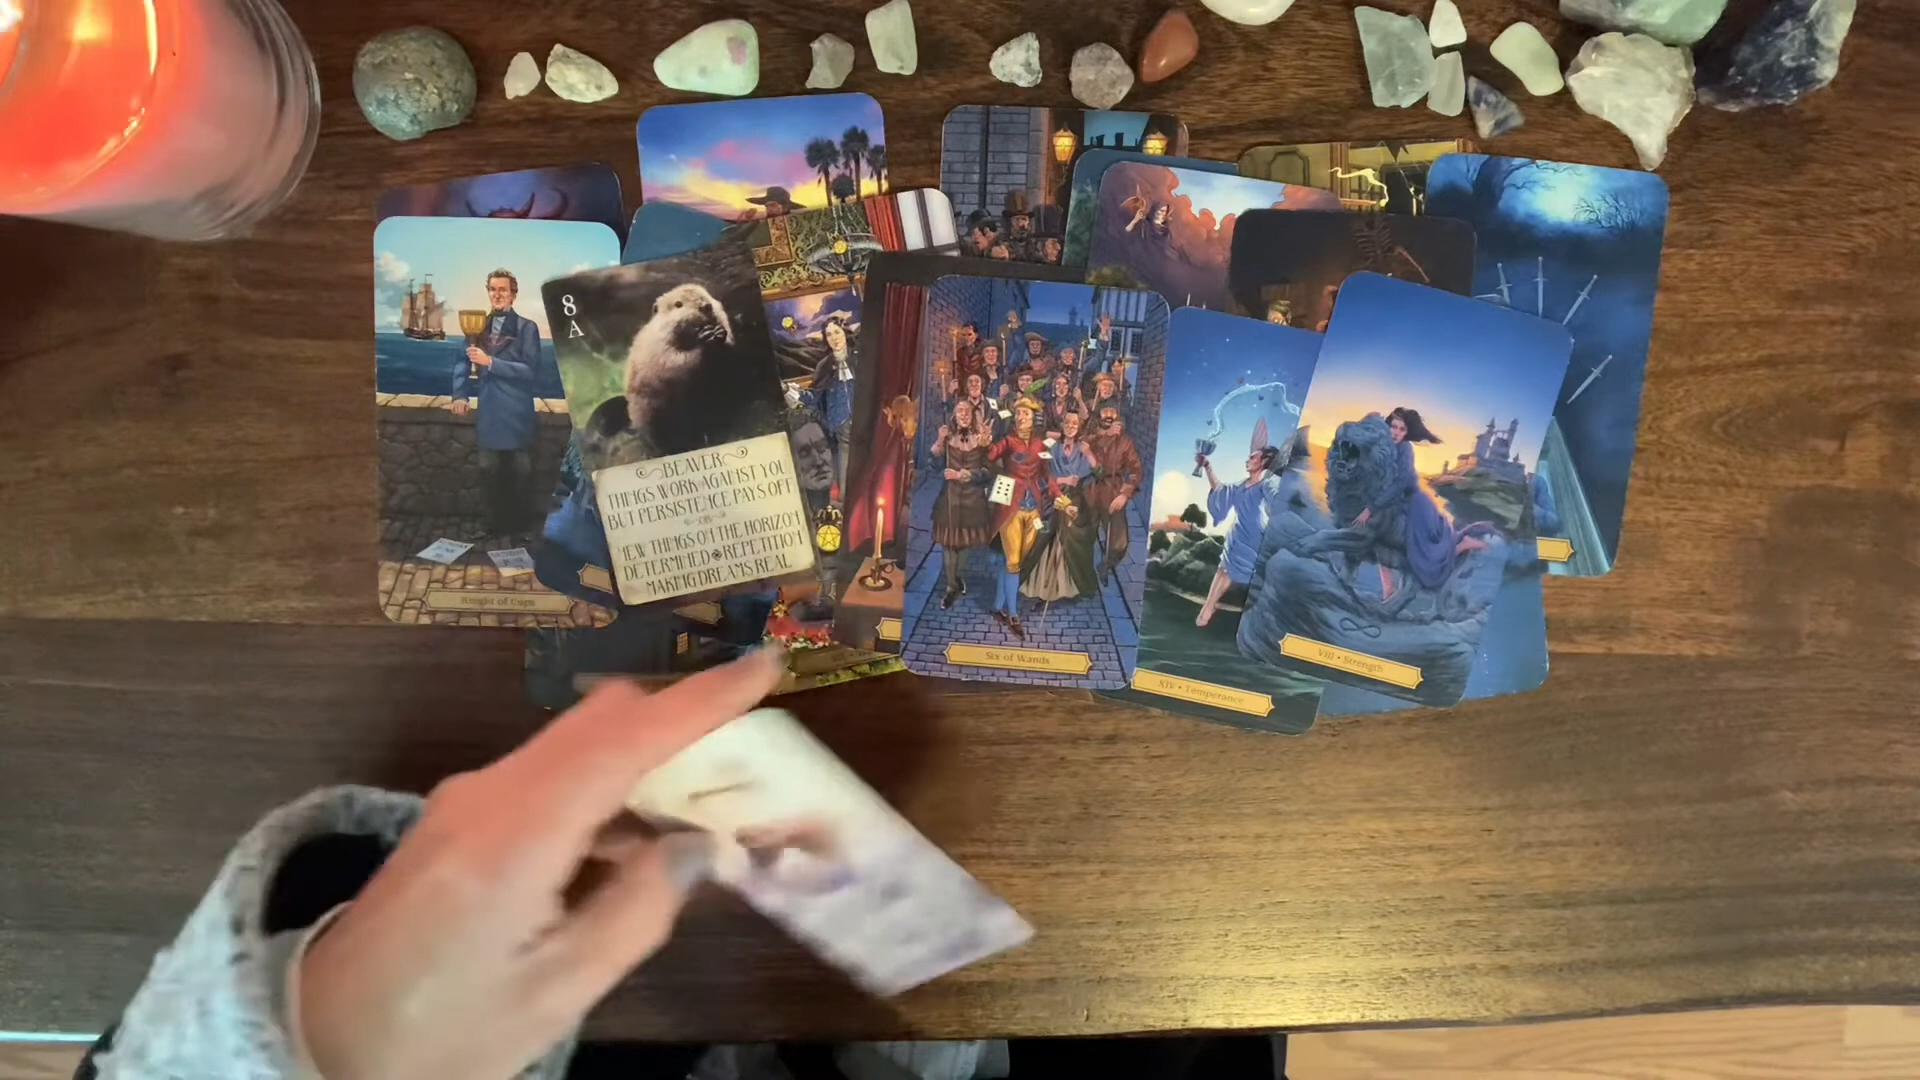 8
A
BEAVER
THINGS WORK AGAINST YOU
BUT PERSISTENCE PAYS OFF
OR
NEW THINGS ON THE HORIZON
DETERMINED REPETITION
MAKING DREAMS REAL
Knight of Cups
Six of Wands
XIV • Temperance
VIII • Strength